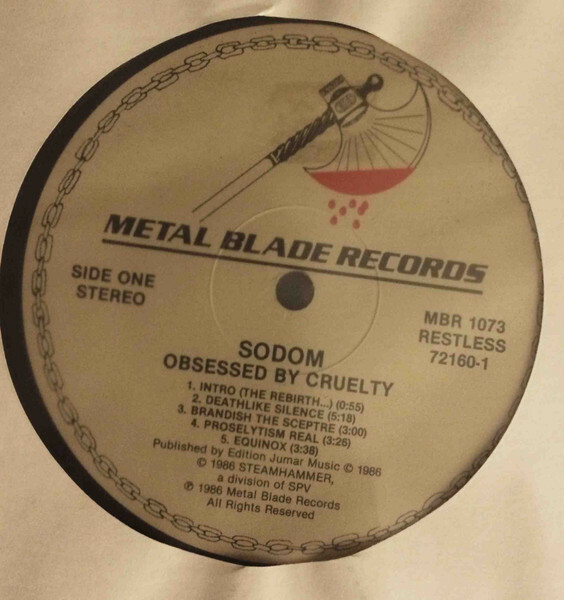 METAL BLADE RECORDS
SIDE ONE
STEREO
MBR 1073
RESTLESS
72160-1
SODOM
OBSESSED BY CRUELTY
1. INTRO (THE REBIRTH...) (0:55)
2. DEATHLIKE SILENCE (5:18)
3. BRANDISH THE SCEPTRE (3:00)
4. PROSELYTISM REAL (3:26)
5. EQUINOX (3:38)
Published by Edition Jumar Music © 1986
© 1986 STEAMHAMMER,
a division of SPV
℗ 1986 Metal Blade Records
All Rights Reserved